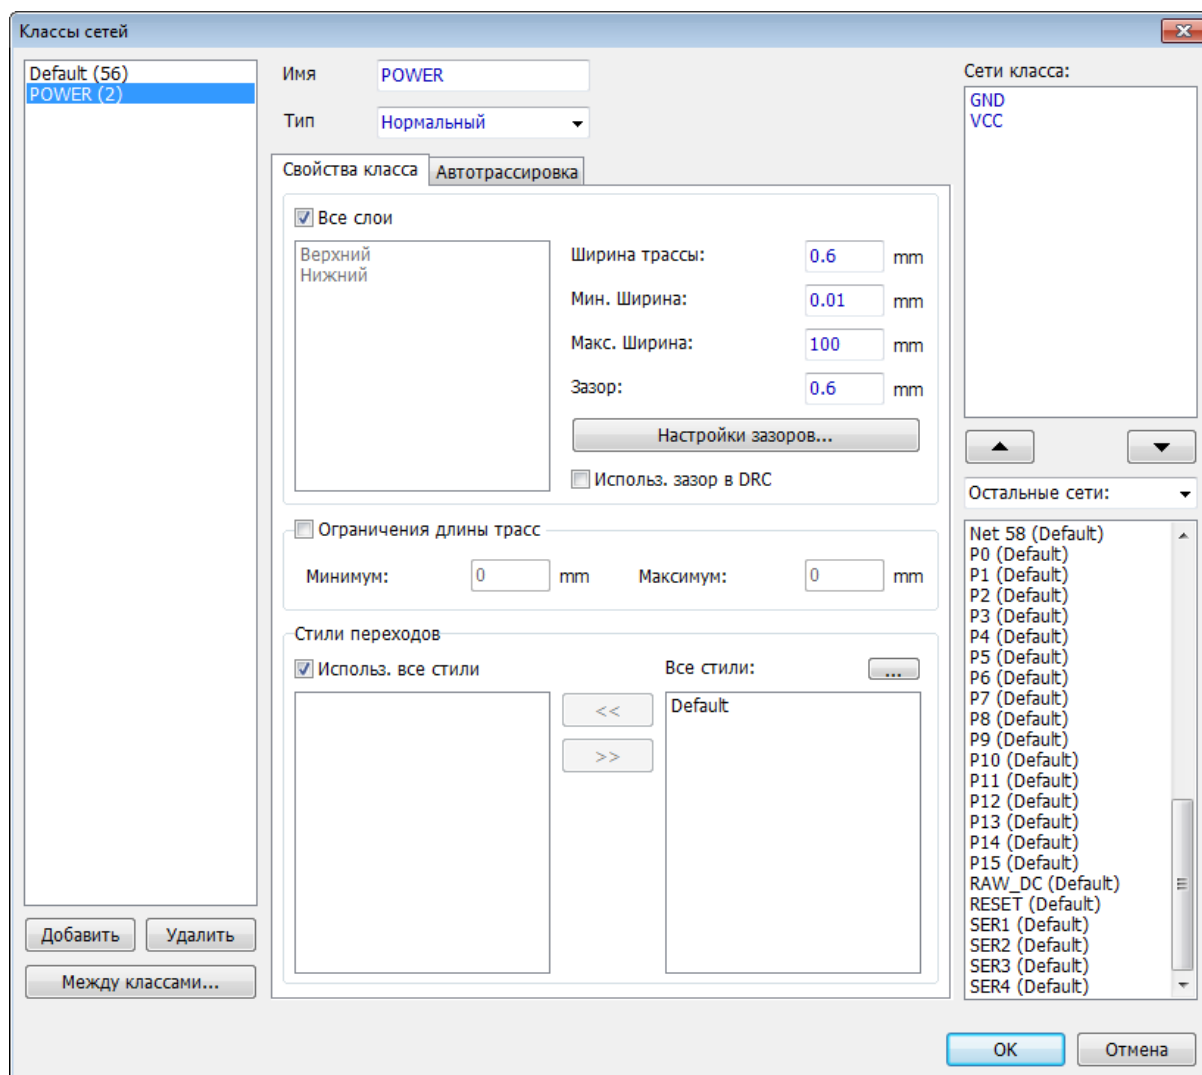 Классы сетей
Default (56)
POWER (2)
Добавить
Удалить
Между классами...
Имя
POWER
Тип
Нормальный
Свойства класса
Автотрассировка
Все слои
Верхний
Нижний
Ширина трассы:
0.6
mm
Мин. Ширина:
0.01
mm
Макс. Ширина:
100
mm
Зазор:
0.6
mm
Настройки зазоров...
Использ. зазор в DRC
Ограничения длины трасс
Минимум:
0
mm
Максимум:
0
mm
Стили переходов
Использ. все стили
Все стили:
...
<<
>>
Default
Сети класса:
GND
VCC
Остальные сети:
Net 58 (Default)
P0 (Default)
P1 (Default)
P2 (Default)
P3 (Default)
P4 (Default)
P5 (Default)
P6 (Default)
P7 (Default)
P8 (Default)
P9 (Default)
P10 (Default)
P11 (Default)
P12 (Default)
P13 (Default)
P14 (Default)
P15 (Default)
RAW_DC (Default)
RESET (Default)
SER1 (Default)
SER2 (Default)
SER3 (Default)
SER4 (Default)
OK
Отмена